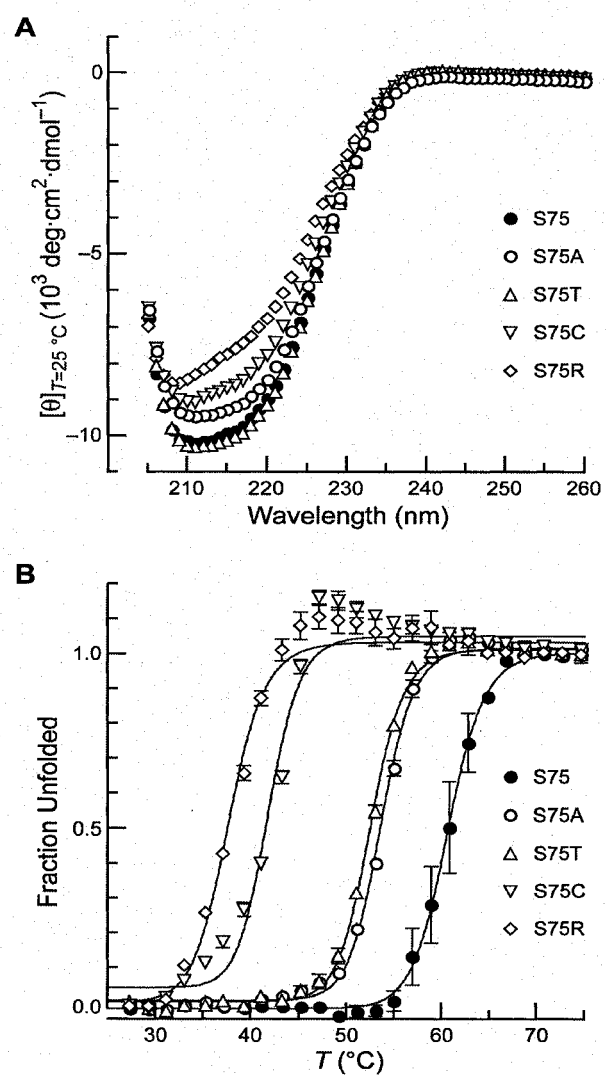 A
0
−5
−10
[θ]T=25 °C (10³ deg·cm²·dmol⁻¹)
S75
S75A
S75T
S75C
S75R
210 220 230 240 250 260
Wavelength (nm)
B
1.0
0.5
0.0
Fraction Unfolded
S75
S75A
S75T
S75C
S75R
30 40 50 60 70
T (°C)